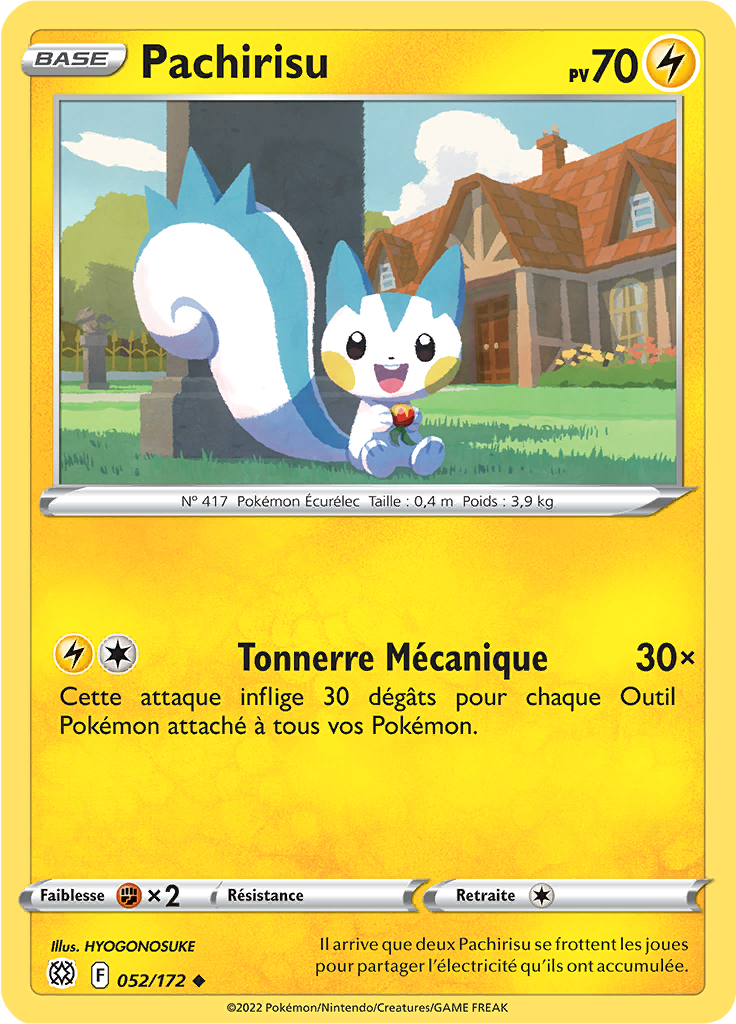 BASE Pachirisu PV 70
Nº 417 Pokémon Écurélec Taille : 0,4 m Poids : 3,9 kg
Tonnerre Mécanique 30×
Cette attaque inflige 30 dégâts pour chaque Outil
Pokémon attaché à tous vos Pokémon.
Faiblesse ×2 Résistance Retraite
Illus. HYOGONOSUKE
F 052/172
Il arrive que deux Pachirisu se frottent les joues
pour partager l'électricité qu'ils ont accumulée.
©2022 Pokémon/Nintendo/Creatures/GAME FREAK